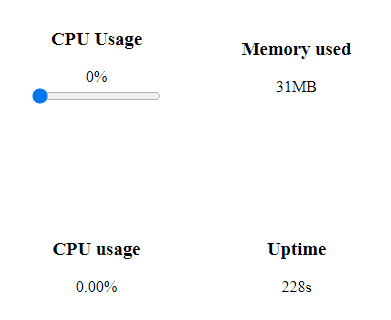 CPU Usage
0%
Memory used
31MB
CPU usage
0.00%
Uptime
228s